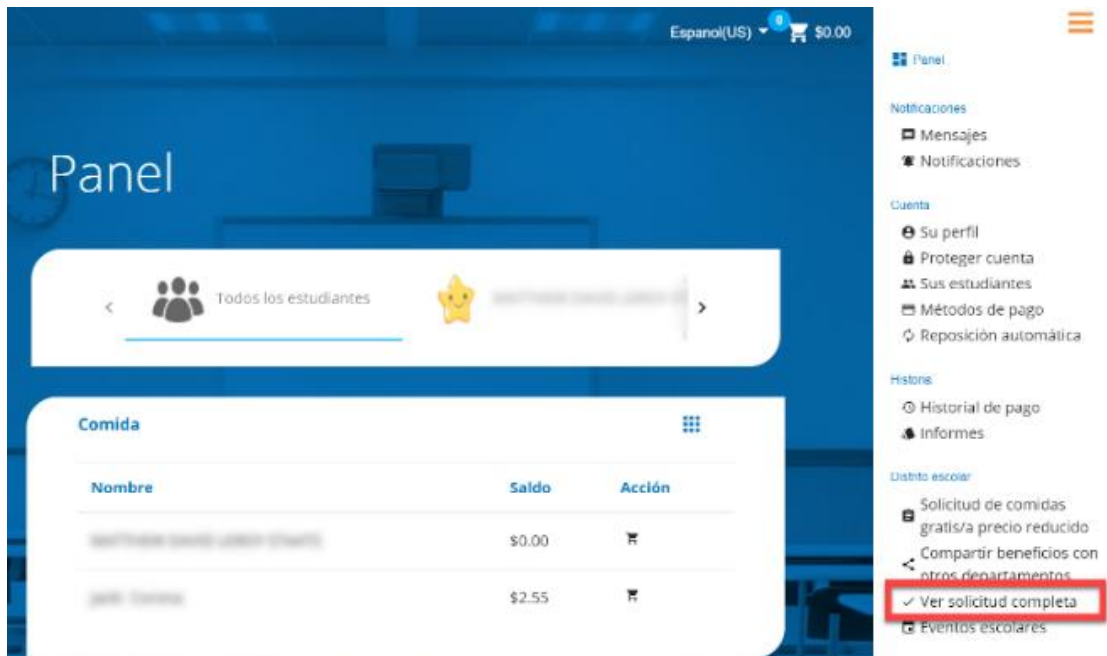 Espanol(US)
0
$0.00
Panel
Todos los estudiantes
Comida
Nombre Saldo Acción
$0.00
$2.55
Panel
Notificaciones
Mensajes
Notificaciones
Cuenta
Su perfil
Proteger cuenta
Sus estudiantes
Métodos de pago
Reposición automática
Historia
Historial de pago
Informes
Distrito escolar
Solicitud de comidas
gratis/a precio reducido
Compartir beneficios con
otros departamentos
Ver solicitud completa
Eventos escolares